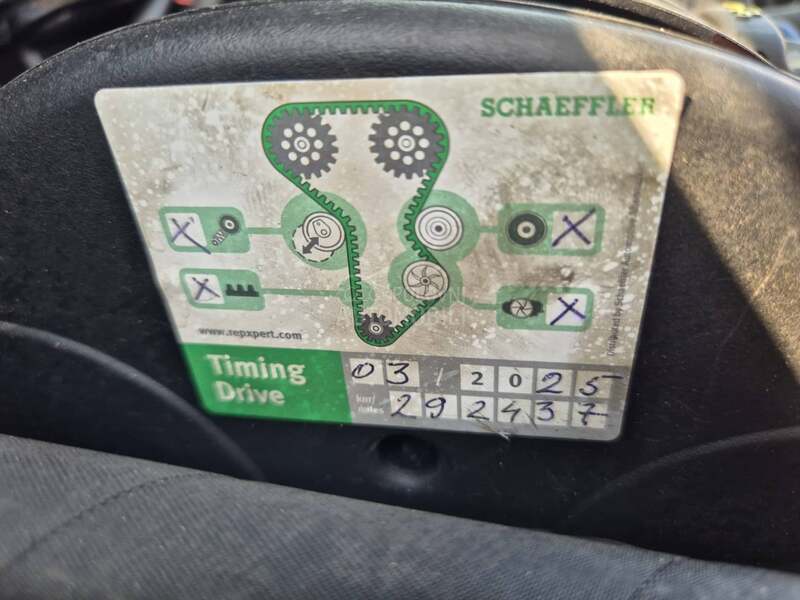 SCHAEFFLER
www.repxpert.com
Timing
Drive
03 / 2025
km/
miles 292437